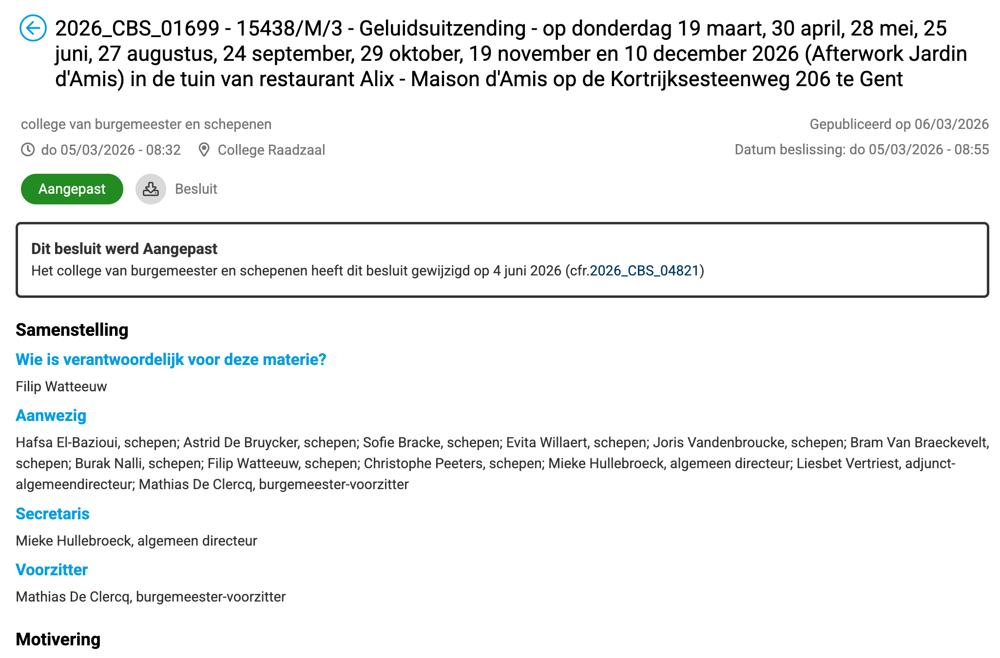 2026_CBS_01699 - 15438/M/3 - Geluidsuitzending - op donderdag 19 maart, 30 april, 28 mei, 25
juni, 27 augustus, 24 september, 29 oktober, 19 november en 10 december 2026 (Afterwork Jardin
d'Amis) in de tuin van restaurant Alix - Maison d'Amis op de Kortrijksesteenweg 206 te Gent
college van burgemeester en schepenen
Gepubliceerd op 06/03/2026
do 05/03/2026 - 08:32 College Raadzaal
Datum beslissing: do 05/03/2026 - 08:55
Aangepast Besluit
Dit besluit werd Aangepast
Het college van burgemeester en schepenen heeft dit besluit gewijzigd op 4 juni 2026 (cfr.2026_CBS_04821)
Samenstelling
Wie is verantwoordelijk voor deze materie?
Filip Watteeuw
Aanwezig
Hafsa El-Bazioui, schepen; Astrid De Bruycker, schepen; Sofie Bracke, schepen; Evita Willaert, schepen; Joris Vandenbroucke, schepen; Bram Van Braeckevelt,
schepen; Burak Nalli, schepen; Filip Watteeuw, schepen; Christophe Peeters, schepen; Mieke Hullebroeck, algemeen directeur; Liesbet Vertriest, adjunct-
algemeendirecteur; Mathias De Clercq, burgemeester-voorzitter
Secretaris
Mieke Hullebroeck, algemeen directeur
Voorzitter
Mathias De Clercq, burgemeester-voorzitter
Motivering